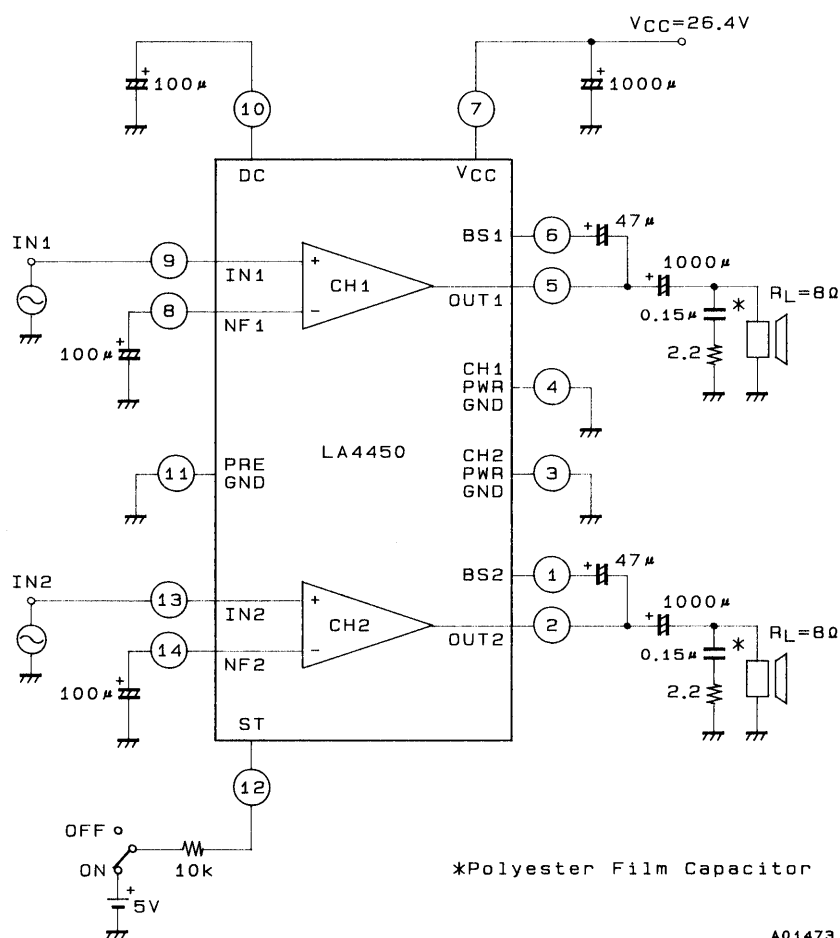 VCC=26.4V
+
100μ
+
1000μ
10
7
DC
VCC
47μ
+
BS1
6
IN1
9
IN1
+
CH1
-
1000μ
+
OUT1
5
RL=8Ω
8
NF1
0.15μ
*
100μ
+
2.2
CH1
PWR
GND
4
LA4450
11
PRE
GND
CH2
PWR
GND
3
47μ
+
BS2
1
IN2
13
IN2
+
CH2
-
1000μ
+
OUT2
2
RL=8Ω
14
NF2
0.15μ
*
100μ
+
2.2
ST
12
OFF
ON
10k
+
5V
*Polyester Film Capacitor
A01473